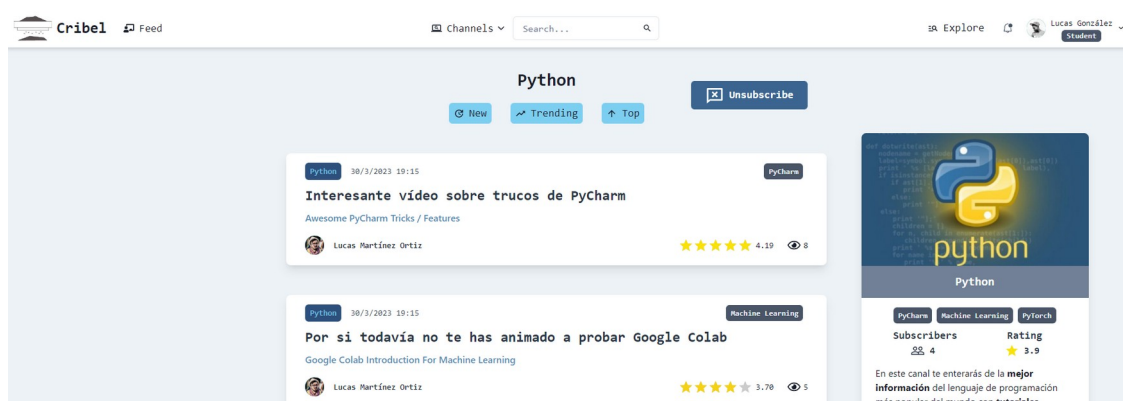 Cribel
Feed
Channels
Search...
Explore
Lucas González
Student
Python
New
Trending
Top
Unsubscribe
Python 30/3/2023 19:15 PyCharm
Interesante vídeo sobre trucos de PyCharm
Awesome PyCharm Tricks / Features
Lucas Martínez Ortiz 4.19 8
Python 30/3/2023 19:15 Machine Learning
Por si todavía no te has animado a probar Google Colab
Google Colab Introduction For Machine Learning
Lucas Martínez Ortiz 3.70 5
python
Python
PyCharm Machine Learning PyTorch
Subscribers Rating
4 3.9
En este canal te enterarás de la mejor
información del lenguaje de programación